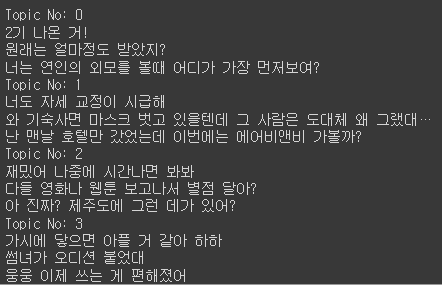 Topic No: 0
2기 나온 거!
원래는 얼마정도 받았지?
너는 연인의 외모를 볼때 어디가 가장 먼저보여?
Topic No: 1
너도 자세 교정이 시급해
와 기숙사면 마스크 벗고 있을텐데 그 사람은 도대체 왜 그랬대…
난 맨날 호텔만 갔었는데 이번에는 에어비앤비 가볼까?
Topic No: 2
재밌어 나중에 시간나면 봐봐
다들 영화나 웹툰 보고나서 별점 달아?
아 진짜? 제주도에 그런 데가 있어?
Topic No: 3
가시에 닿으면 아플 거 같아 하하
썸녀가 오디션 붙었대
웅웅 이제 쓰는 게 편해졌어